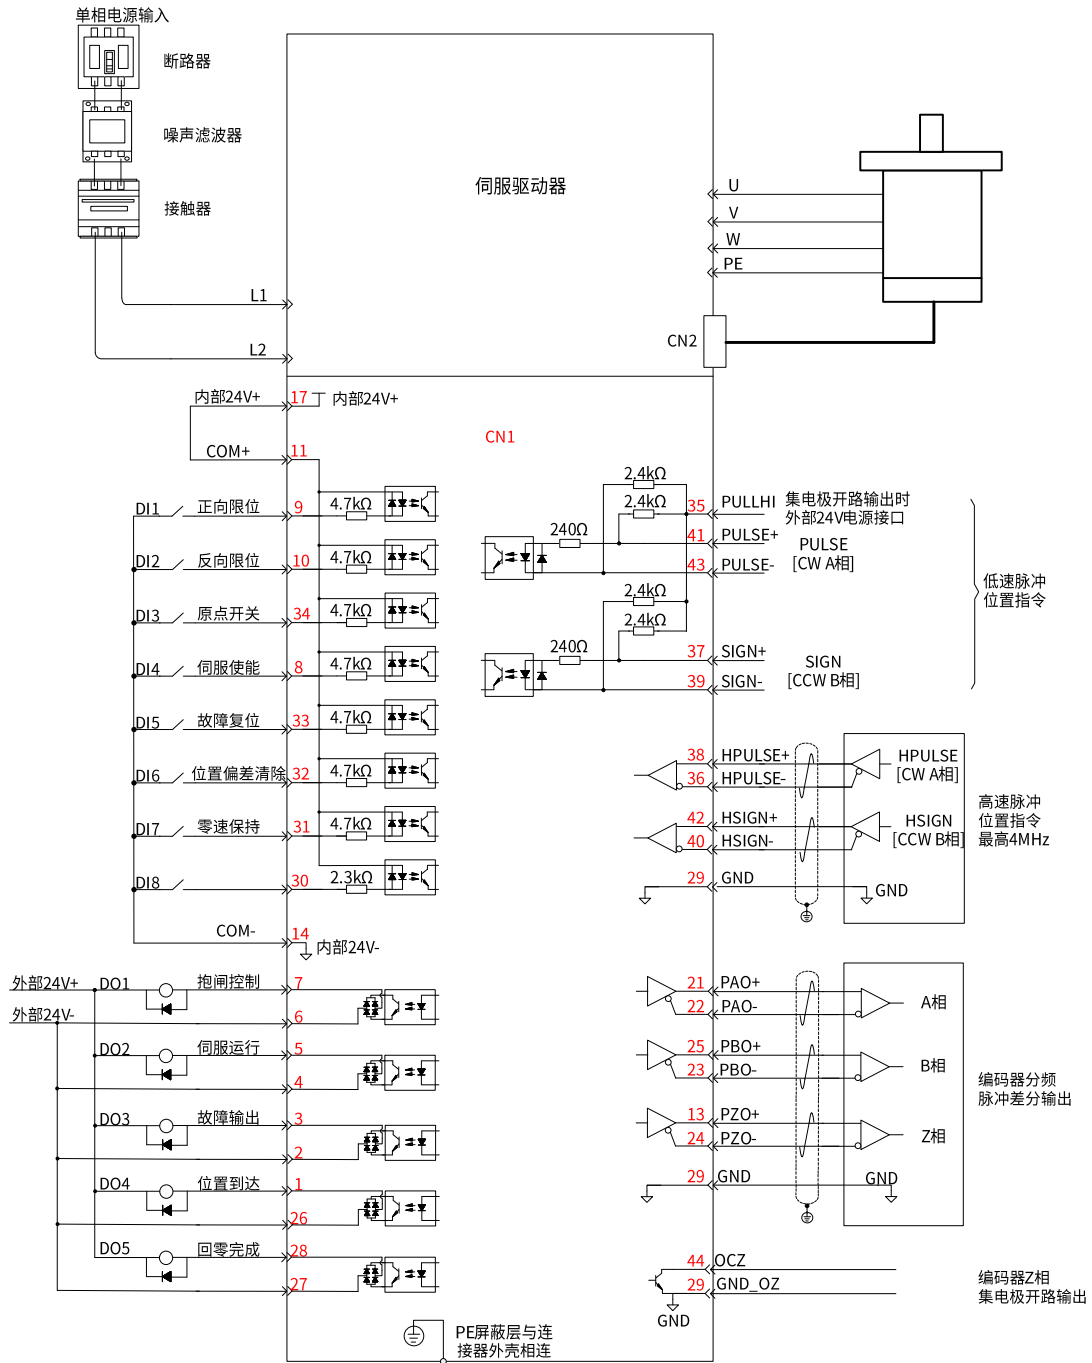 单相电源输入
断路器
噪声滤波器
接触器
伺服驱动器
U
V
W
PE
L1
L2
CN2
内部24V+
17
内部24V+
COM+
11
CN1
DI1
正向限位
9
4.7kΩ
DI2
反向限位
10
4.7kΩ
DI3
原点开关
34
4.7kΩ
DI4
伺服使能
8
4.7kΩ
DI5
故障复位
33
4.7kΩ
DI6
位置偏差清除
32
4.7kΩ
DI7
零速保持
31
4.7kΩ
DI8
30
2.3kΩ
COM-
14
内部24V-
2.4kΩ
2.4kΩ
35
PULLHI
集电极开路输出时
外部24V电源接口
240Ω
41
PULSE+
PULSE
[CW A相]
43
PULSE-
2.4kΩ
2.4kΩ
低速脉冲
位置指令
240Ω
37
SIGN+
SIGN
[CCW B相]
39
SIGN-
38
HPULSE+
HPULSE
[CW A相]
36
HPULSE-
42
HSIGN+
HSIGN
[CCW B相]
40
HSIGN-
高速脉冲
位置指令
最高4MHz
29
GND
GND
外部24V+
外部24V-
DO1
抱闸控制
7
6
DO2
伺服运行
5
4
DO3
故障输出
3
2
DO4
位置到达
1
26
DO5
回零完成
28
27
21
PAO+
22
PAO-
A相
25
PBO+
23
PBO-
B相
编码器分频
脉冲差分输出
13
PZO+
24
PZO-
Z相
29
GND
GND
44
OCZ
29
GND_OZ
GND
编码器Z相
集电极开路输出
PE屏蔽层与连
接器外壳相连